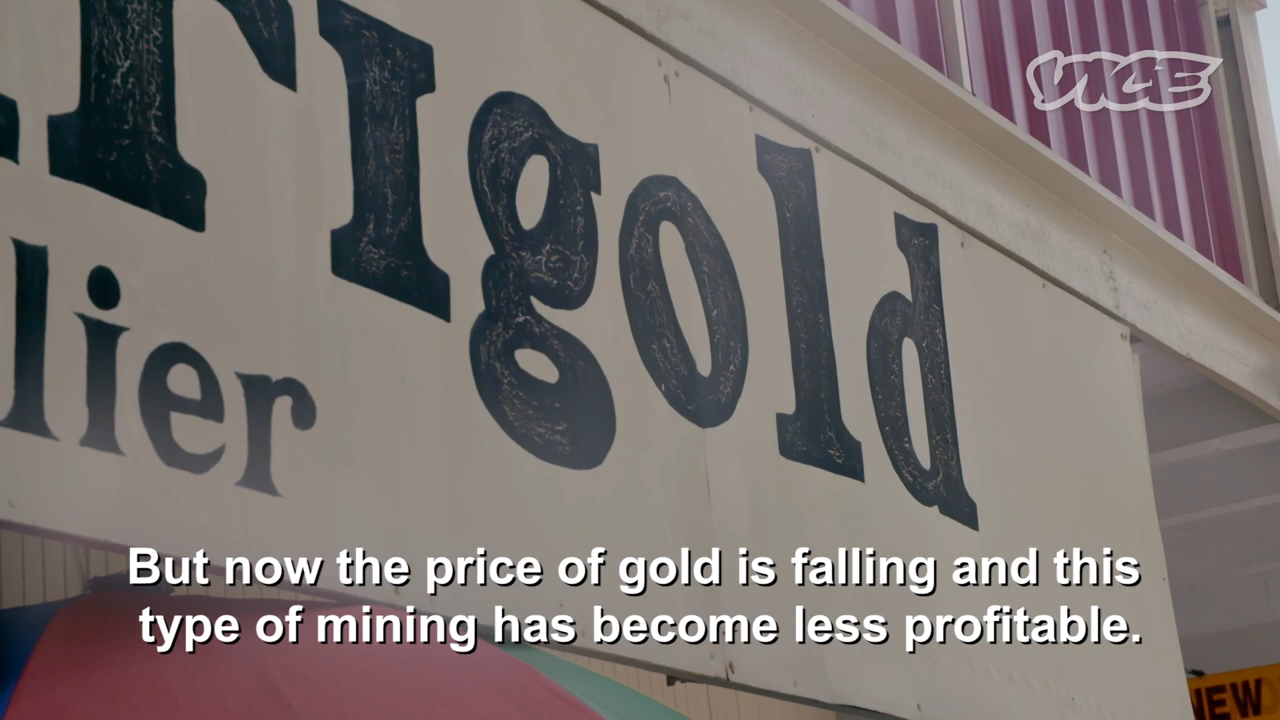 VICE
rigold
lier
But now the price of gold is falling and this
type of mining has become less profitable.
NEW